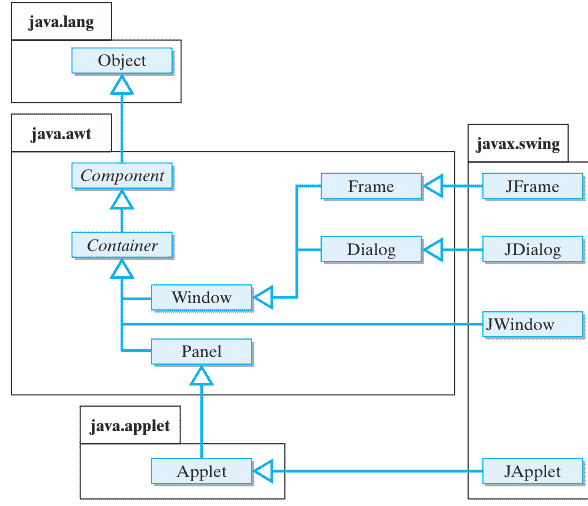 java.lang
Object
java.awt
javax.swing
Component
Frame
JFrame
Container
Dialog
JDialog
Window
JWindow
Panel
java.applet
Applet
JApplet